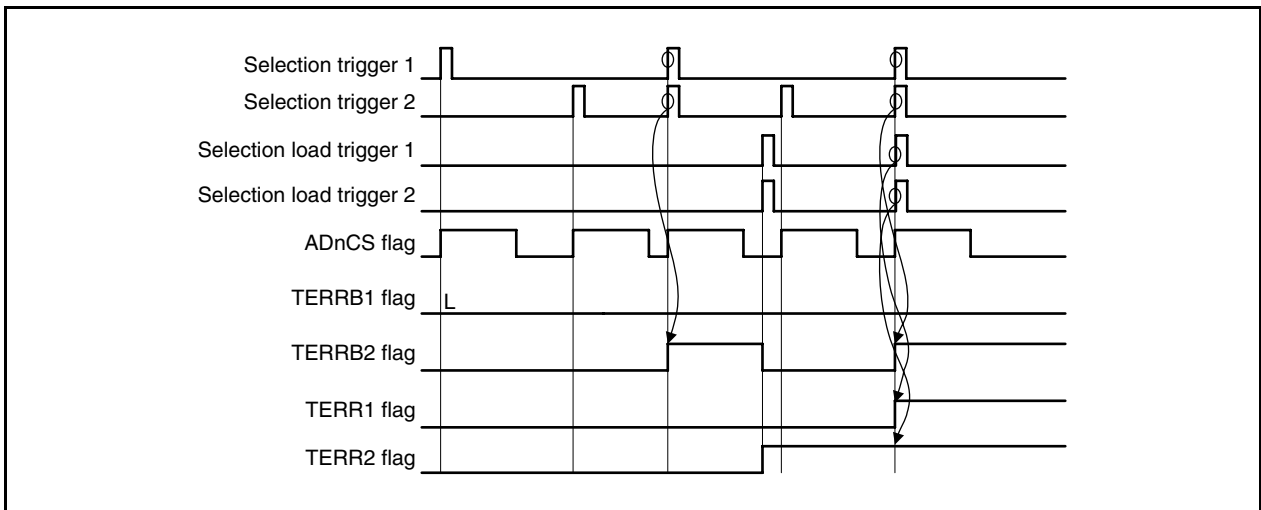 Selection trigger 1
Selection trigger 2
Selection load trigger 1
Selection load trigger 2
ADnCS flag
TERRB1 flag
L
TERRB2 flag
TERR1 flag
TERR2 flag